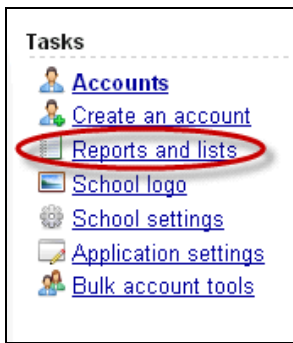 Tasks
Accounts
Create an account
Reports and lists
School logo
School settings
Application settings
Bulk account tools